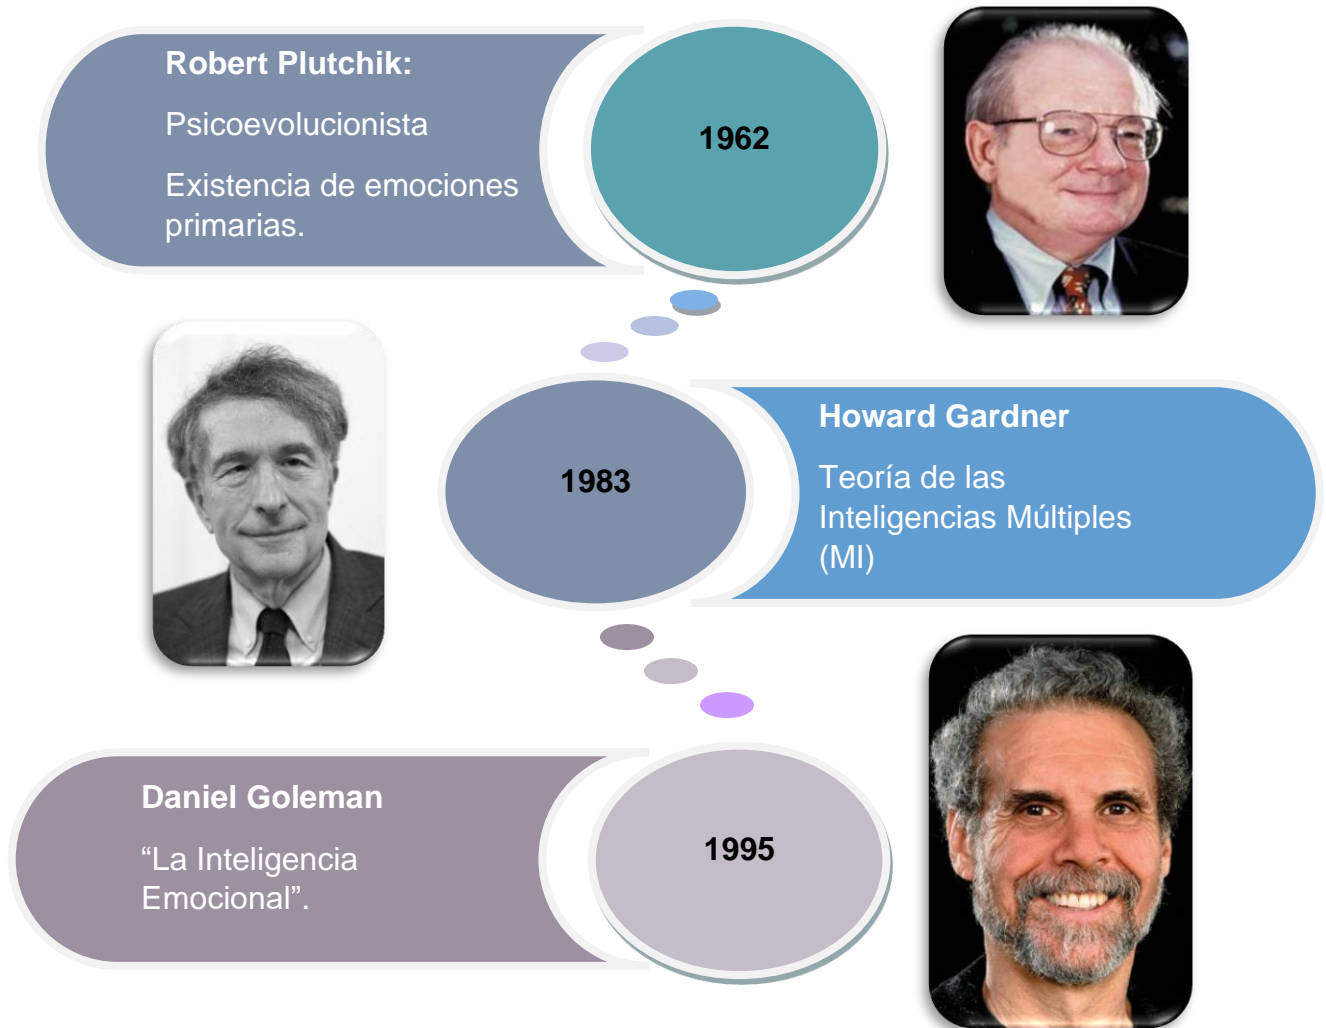 Robert Plutchik:
Psicoevolucionista
Existencia de emociones
primarias.
1962
1983
Howard Gardner
Teoría de las
Inteligencias Múltiples
(MI)
Daniel Goleman
“La Inteligencia
Emocional”.
1995